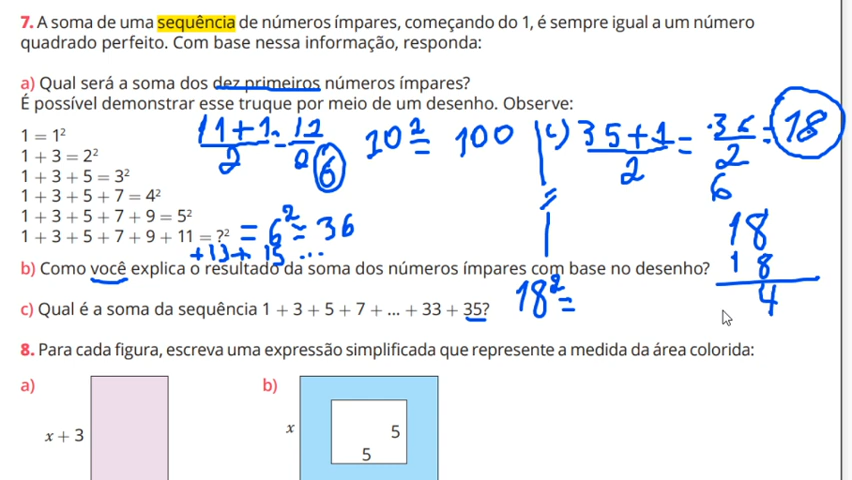 7. A soma de uma sequência de números ímpares, começando do 1, é sempre igual a um número
quadrado perfeito. Com base nessa informação, responda:
a) Qual será a soma dos dez primeiros números ímpares?
É possível demonstrar esse truque por meio de um desenho. Observe:
1 = 1²
1 + 3 = 2²
1 + 3 + 5 = 3²
1 + 3 + 5 + 7 = 4²
1 + 3 + 5 + 7 + 9 = 5²
1 + 3 + 5 + 7 + 9 + 11 = ?² = 6² = 36
+13+ 15 ...
11+1 = 12
2 2 6
10² = 100
c) 35+1 = 36 = 18
2 2
6
18
18
4
b) Como você explica o resultado da soma dos números ímpares com base no desenho?
c) Qual é a soma da sequência 1 + 3 + 5 + 7 + ... + 33 + 35? 18² =
8. Para cada figura, escreva uma expressão simplificada que represente a medida da área colorida:
a) b)
x + 3
x 5
5